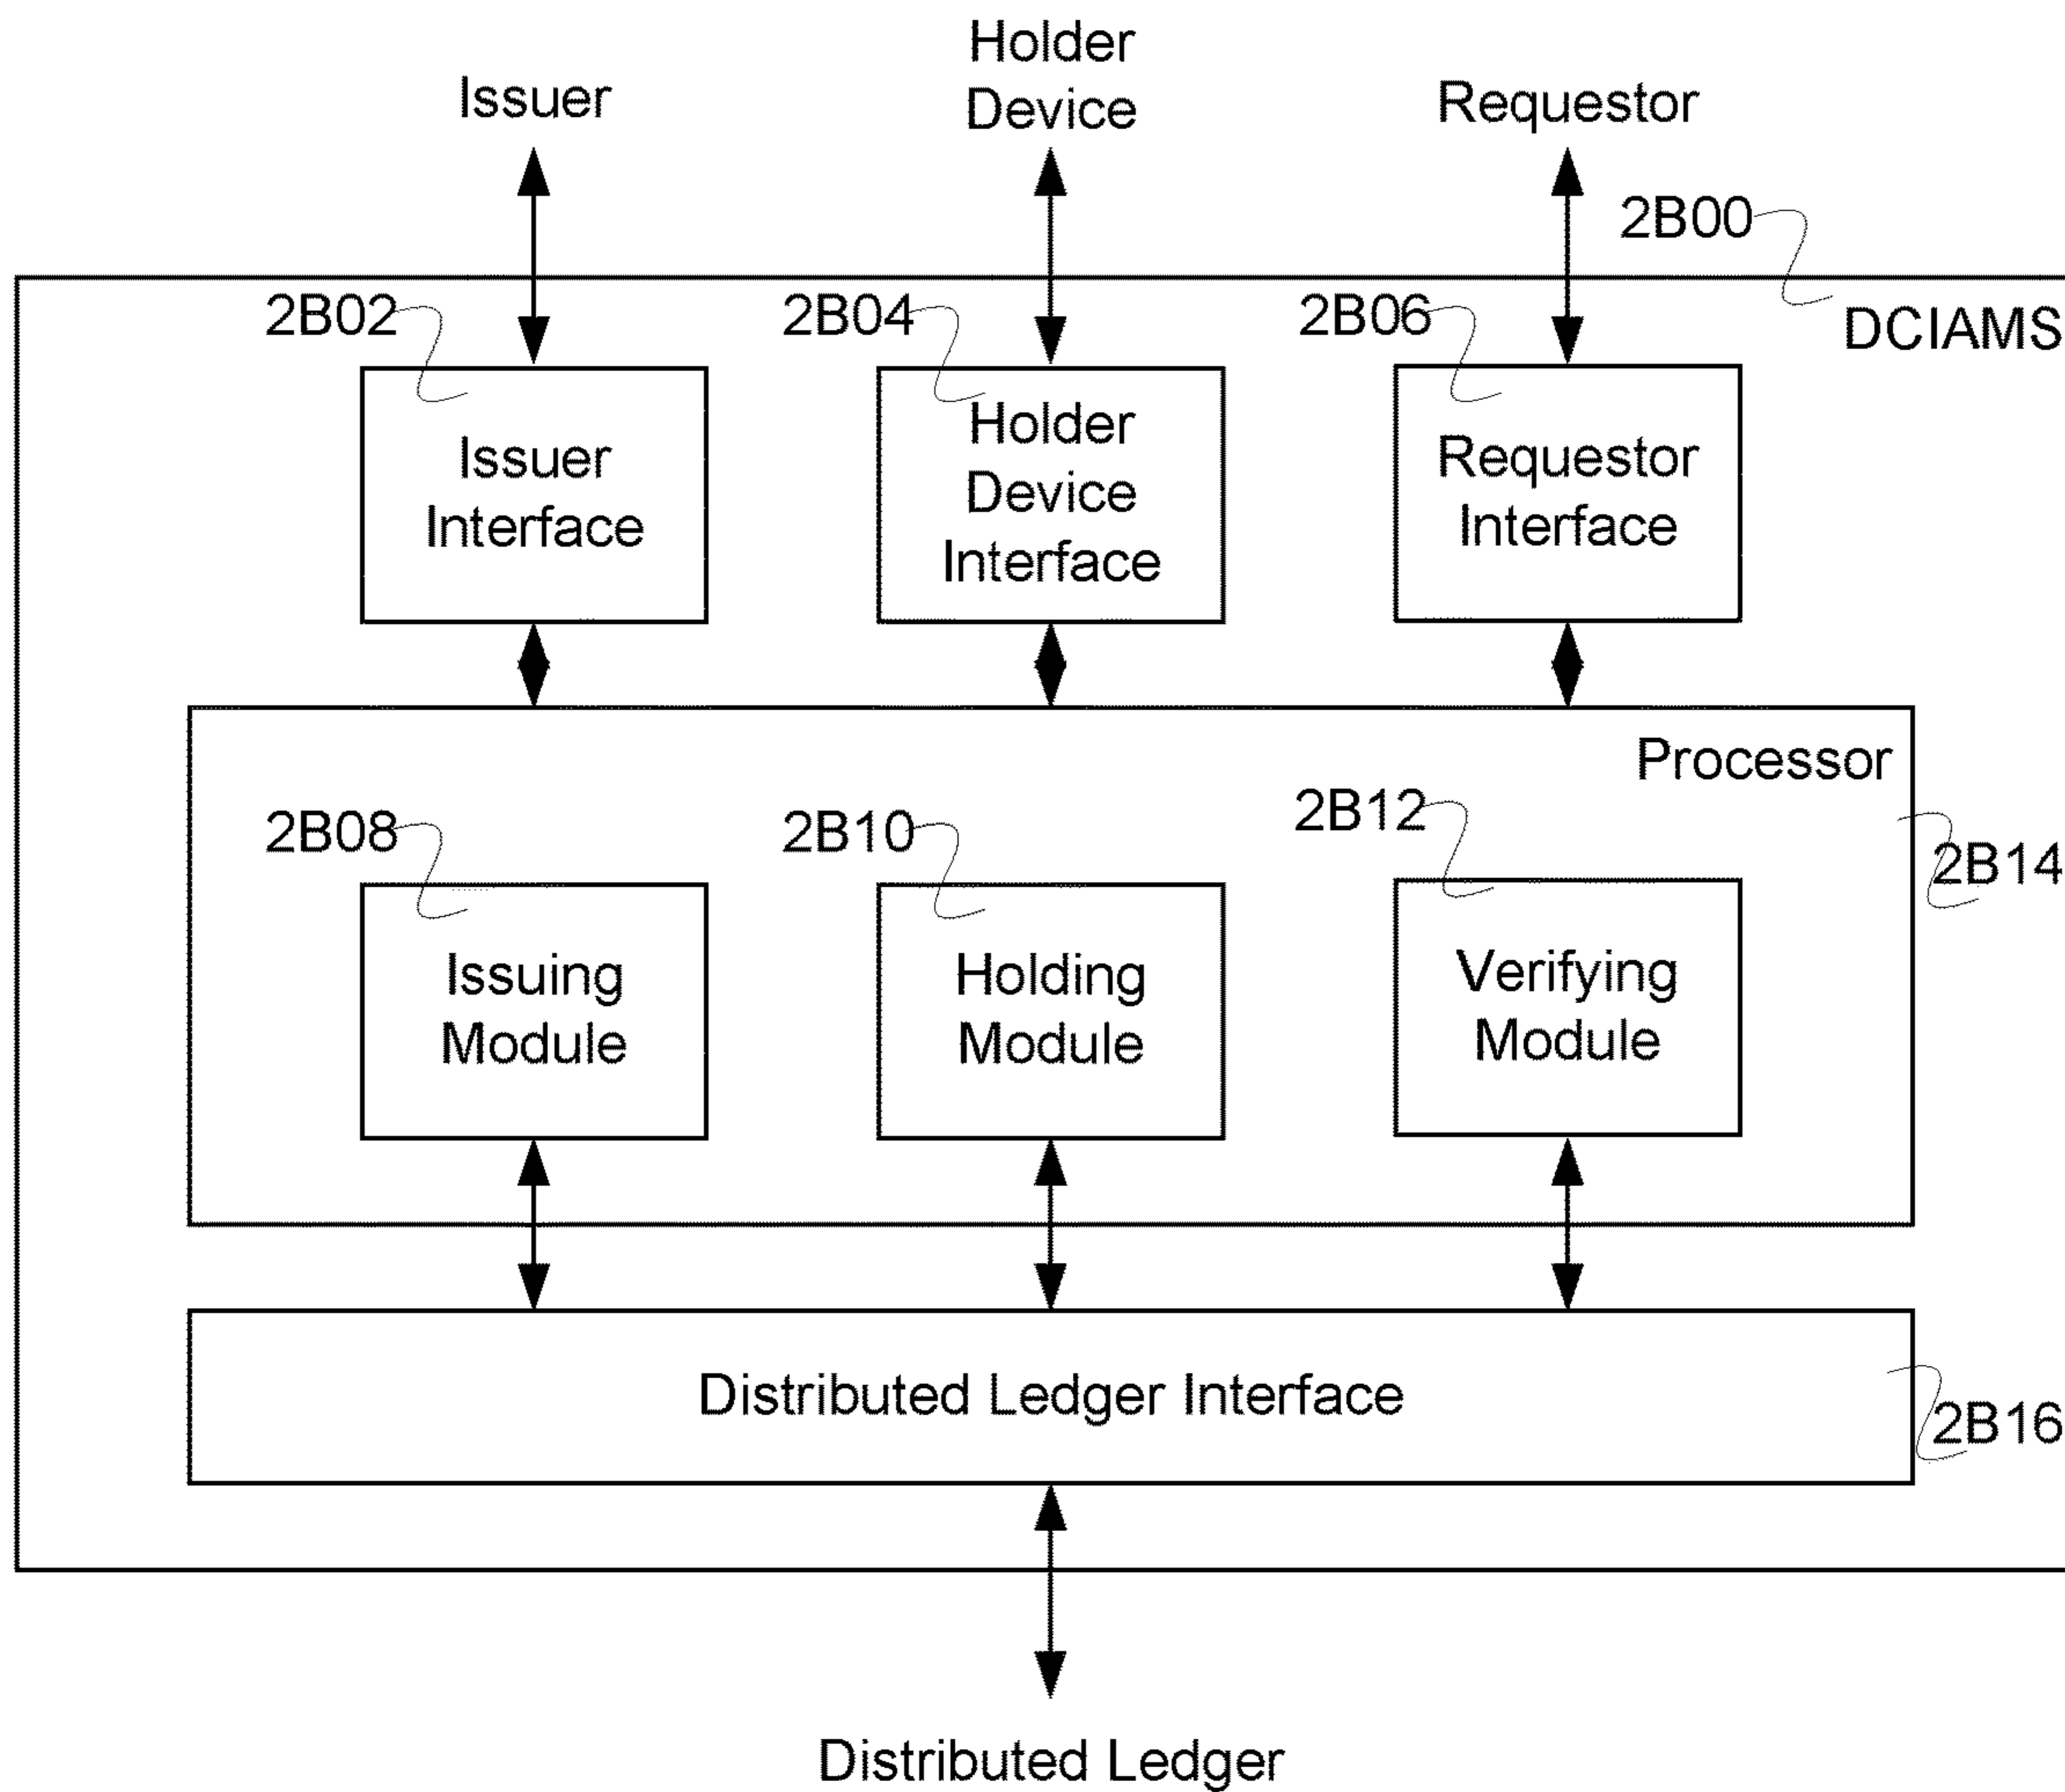 Holder
Device
Issuer
Requestor
2B00
DCIAMS
2B02
2B04
2B06
Issuer
Interface
Holder
Device
Interface
Requestor
Interface
Processor
2B08
2B10
2B12
2B14
Issuing
Module
Holding
Module
Verifying
Module
Distributed Ledger Interface
2B16
Distributed Ledger